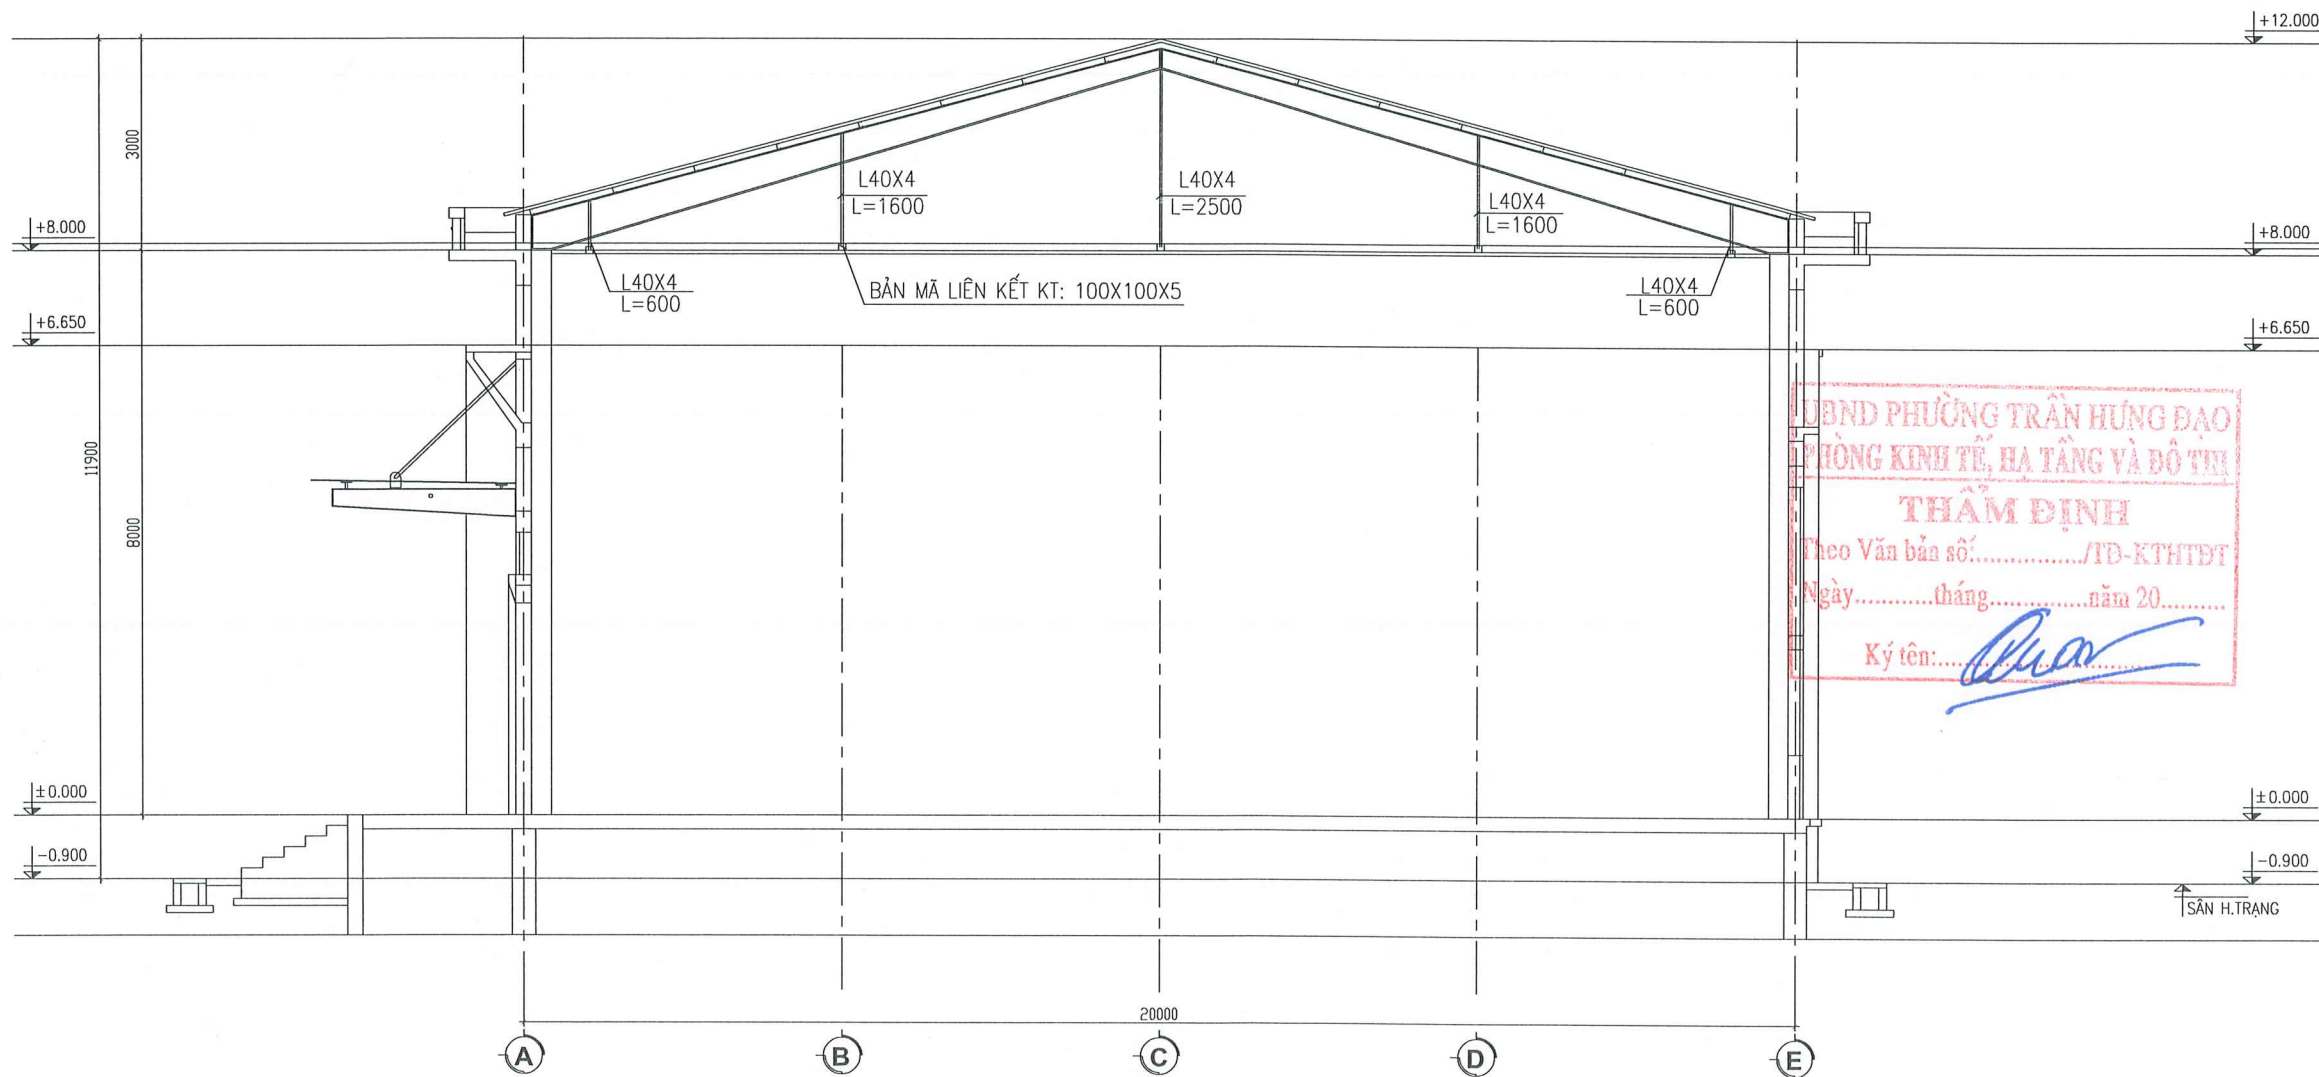 +12.000
3000
L40X4
L=1600
L40X4
L=2500
L40X4
L=1600
+8.000
+8.000
L40X4
L=600
BẢN MÃ LIÊN KẾT KT: 100X100X5
L40X4
L=600
+6.650
+6.650
11900
8000
UBND PHƯỜNG TRẦN HƯNG ĐẠO
PHÒNG KINH TẾ, HẠ TẦNG VÀ ĐÔ THỊ
THẨM ĐỊNH
Theo Văn bản số:............../TD-KTHTĐT
Ngày...........tháng..............năm 20..........
Ký tên:......................................
±0.000
±0.000
-0.900
-0.900
SÂN H.TRẠNG
20000
A
B
C
D
E